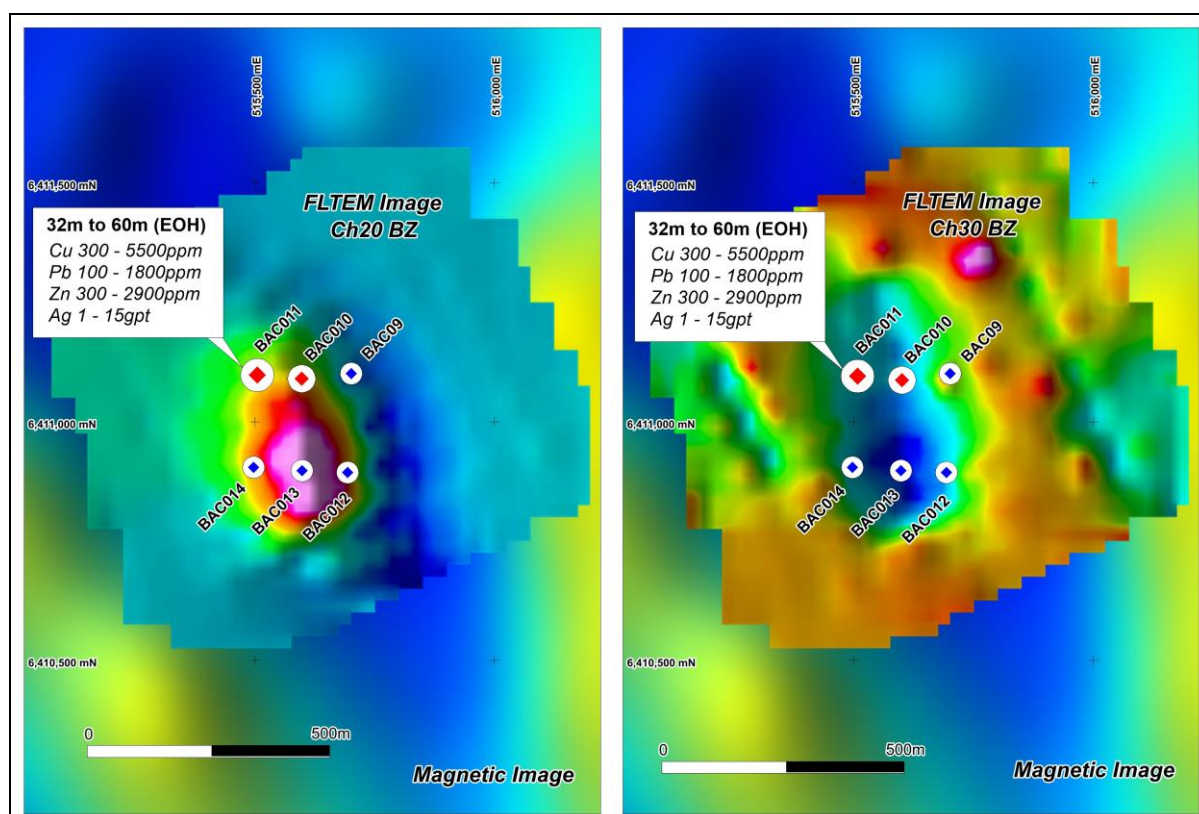 515,500 mE
516,000 mE
6,411,500 mN
FLTEM Image
Ch20 BZ
32m to 60m (EOH)
Cu 300 - 5500ppm
Pb 100 - 1800ppm
Zn 300 - 2900ppm
Ag 1 - 15gpt
BAC011
BAC010
BAC09
6,411,000 mN
BAC014
BAC013
BAC012
6,410,500 mN
0
500m
Magnetic Image
515,500 mE
516,000 mE
6,411,500 mN
FLTEM Image
Ch30 BZ
32m to 60m (EOH)
Cu 300 - 5500ppm
Pb 100 - 1800ppm
Zn 300 - 2900ppm
Ag 1 - 15gpt
BAC011
BAC010
BAC09
6,411,000 mN
BAC014
BAC013
BAC012
6,410,500 mN
0
500m
Magnetic Image